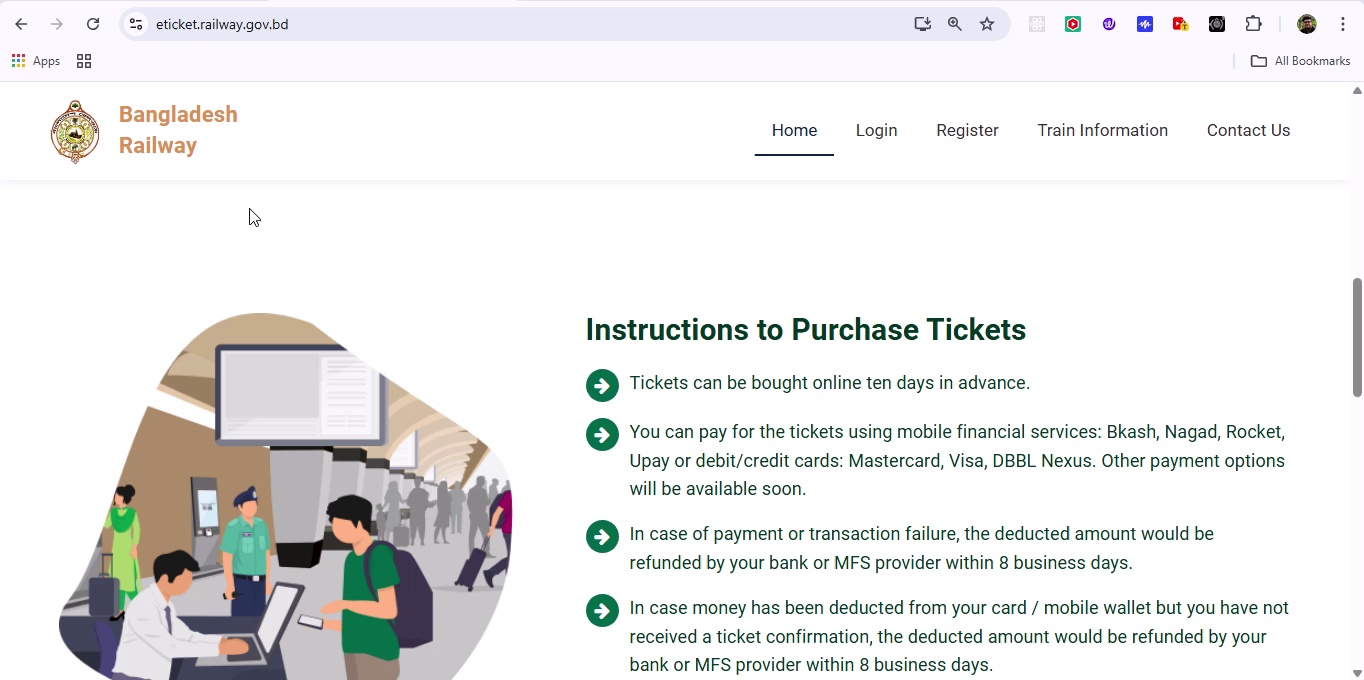 eticket.railway.gov.bd
Apps
All Bookmarks
Bangladesh
Railway
Home
Login
Register
Train Information
Contact Us
Instructions to Purchase Tickets
Tickets can be bought online ten days in advance.
You can pay for the tickets using mobile financial services: Bkash, Nagad, Rocket,
Upay or debit/credit cards: Mastercard, Visa, DBBL Nexus. Other payment options
will be available soon.
In case of payment or transaction failure, the deducted amount would be
refunded by your bank or MFS provider within 8 business days.
In case money has been deducted from your card / mobile wallet but you have not
received a ticket confirmation, the deducted amount would be refunded by your
bank or MFS provider within 8 business days.